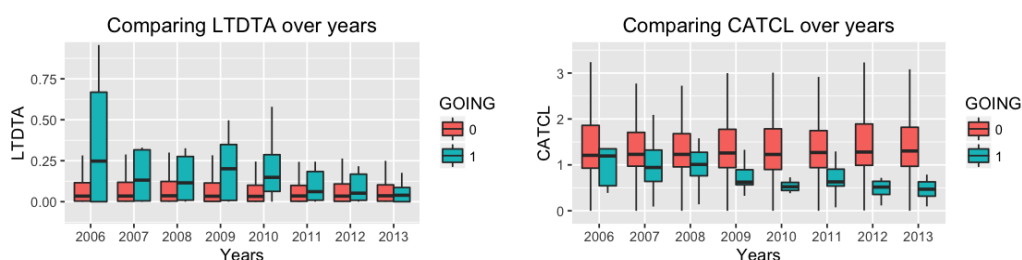 Comparing LTDTA over years
LTDTA
0.75
0.50
0.25
0.00
2006 2007 2008 2009 2010 2011 2012 2013
Years
GOING
0
1
Comparing CATCL over years
CATCL
3
2
1
0
2006 2007 2008 2009 2010 2011 2012 2013
Years
GOING
0
1